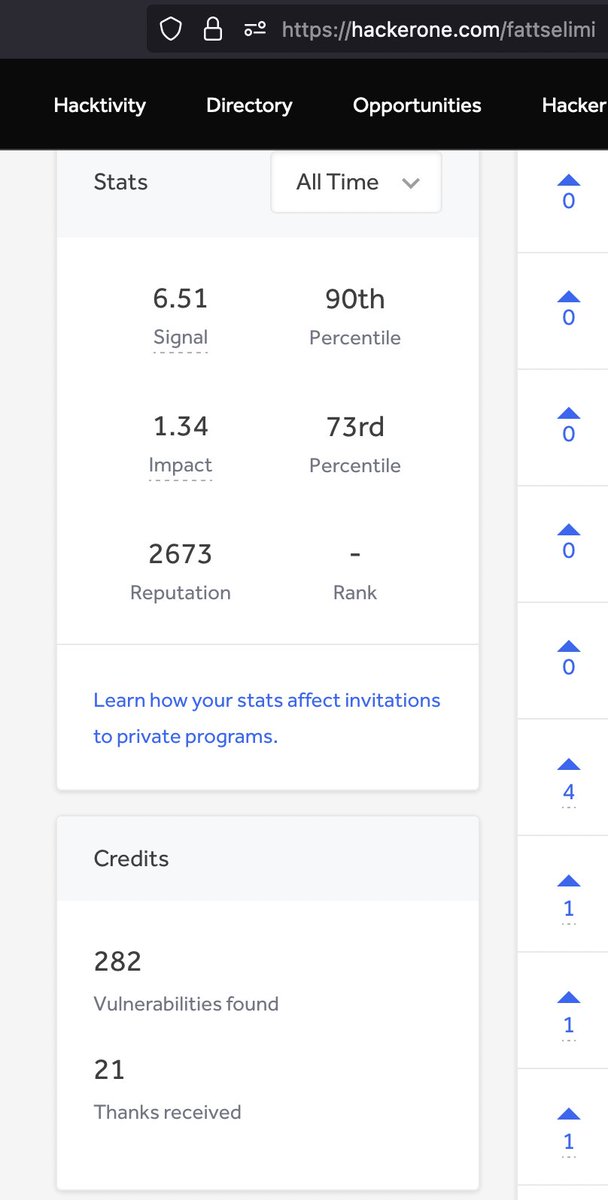 https://hackerone.com/fattselimi
Hacktivity Directory Opportunities Hacker
Stats All Time
6.51 90th
Signal Percentile
1.34 73rd
Impact Percentile
2673 -
Reputation Rank
Learn how your stats affect invitations
to private programs.
Credits
282
Vulnerabilities found
21
Thanks received
0
0
0
0
0
4
1
1
1